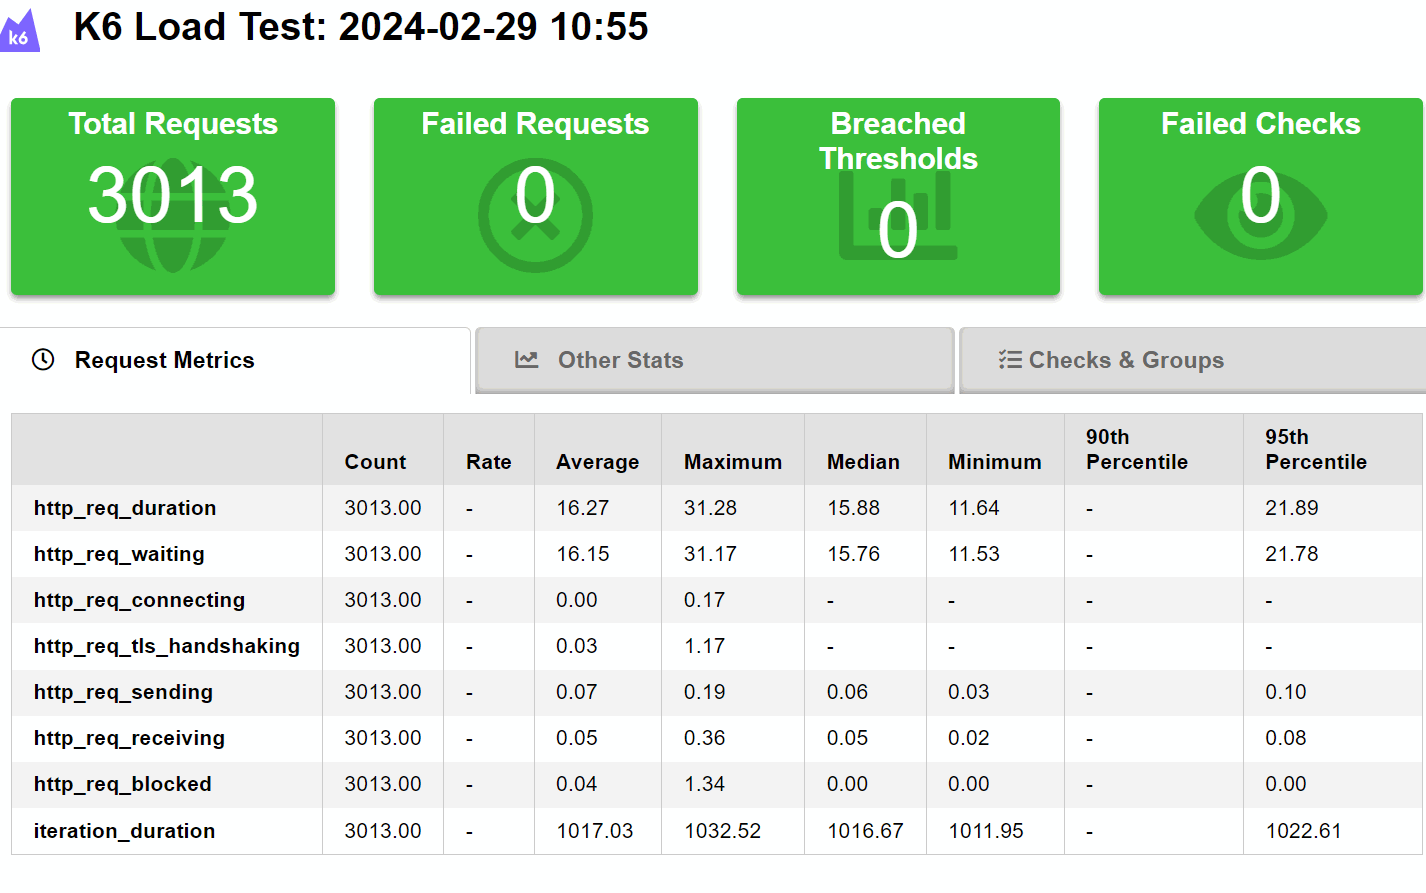 k6
K6 Load Test: 2024-02-29 10:55
Total Requests
3013
Failed Requests
0
Breached
Thresholds
0
Failed Checks
0
Request Metrics
Other Stats
Checks & Groups
Count Rate Average Maximum Median Minimum 90th Percentile 95th Percentile
http_req_duration 3013.00 - 16.27 31.28 15.88 11.64 - 21.89
http_req_waiting 3013.00 - 16.15 31.17 15.76 11.53 - 21.78
http_req_connecting 3013.00 - 0.00 0.17 - - - -
http_req_tls_handshaking 3013.00 - 0.03 1.17 - - - -
http_req_sending 3013.00 - 0.07 0.19 0.06 0.03 - 0.10
http_req_receiving 3013.00 - 0.05 0.36 0.05 0.02 - 0.08
http_req_blocked 3013.00 - 0.04 1.34 0.00 0.00 - 0.00
iteration_duration 3013.00 - 1017.03 1032.52 1016.67 1011.95 - 1022.61